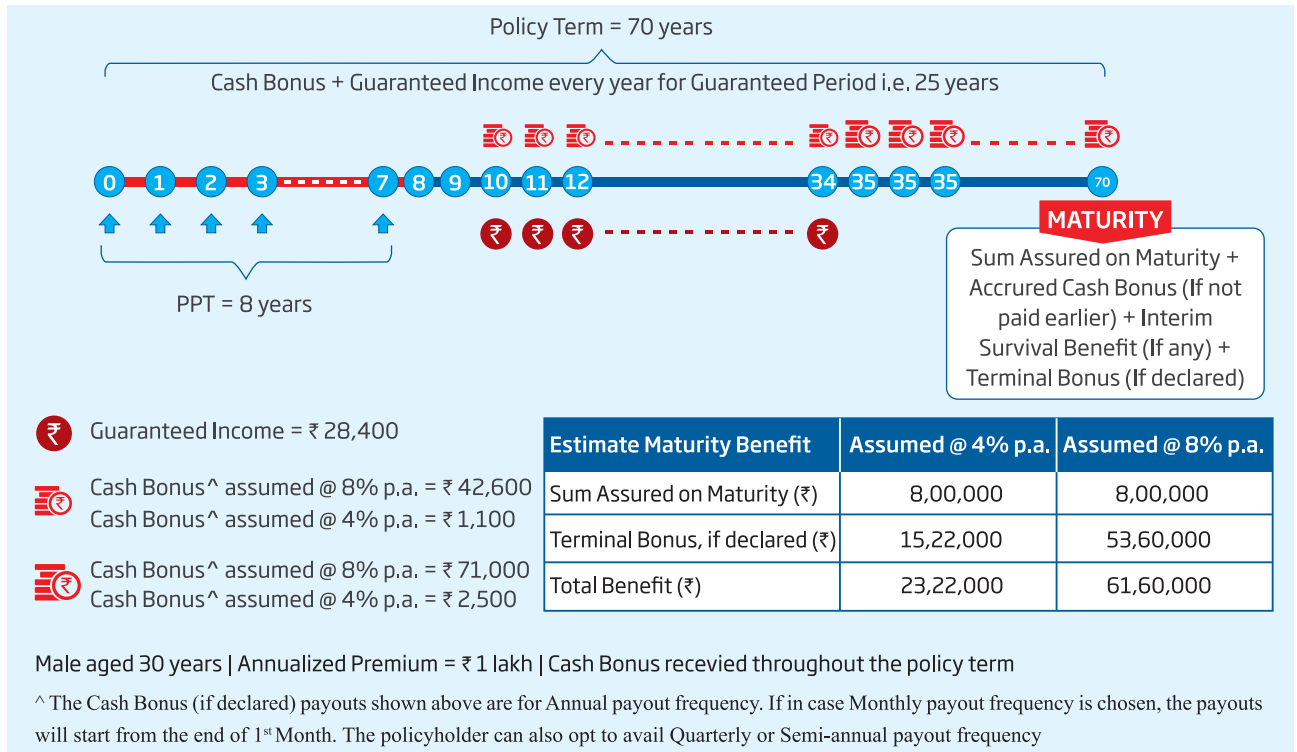 Policy Term = 70 years
Cash Bonus + Guaranteed Income every year for Guaranteed Period i.e. 25 years
₹ ₹ ₹ ₹ ₹ ₹ ₹ ₹
0 1 2 3 7 8 9 10 11 12 34 35 35 35 70
₹ ₹ ₹ ₹
PPT = 8 years
MATURITY
Sum Assured on Maturity +
Accrured Cash Bonus (If not
paid earlier) + Interim
Survival Benefit (If any) +
Terminal Bonus (If declared)
₹ Guaranteed Income = ₹ 28,400
₹ Cash Bonus^ assumed @ 8% p.a. = ₹ 42,600
Cash Bonus^ assumed @ 4% p.a. = ₹ 1,100
₹ Cash Bonus^ assumed @ 8% p.a. = ₹ 71,000
Cash Bonus^ assumed @ 4% p.a. = ₹ 2,500
Estimate Maturity Benefit Assumed @ 4% p.a. Assumed @ 8% p.a.
Sum Assured on Maturity (₹) 8,00,000 8,00,000
Terminal Bonus, if declared (₹) 15,22,000 53,60,000
Total Benefit (₹) 23,22,000 61,60,000
Male aged 30 years | Annualized Premium = ₹ 1 lakh | Cash Bonus recevied throughout the policy term
^ The Cash Bonus (if declared) payouts shown above are for Annual payout frequency. If in case Monthly payout frequency is chosen, the payouts
will start from the end of 1st Month. The policyholder can also opt to avail Quarterly or Semi-annual payout frequency